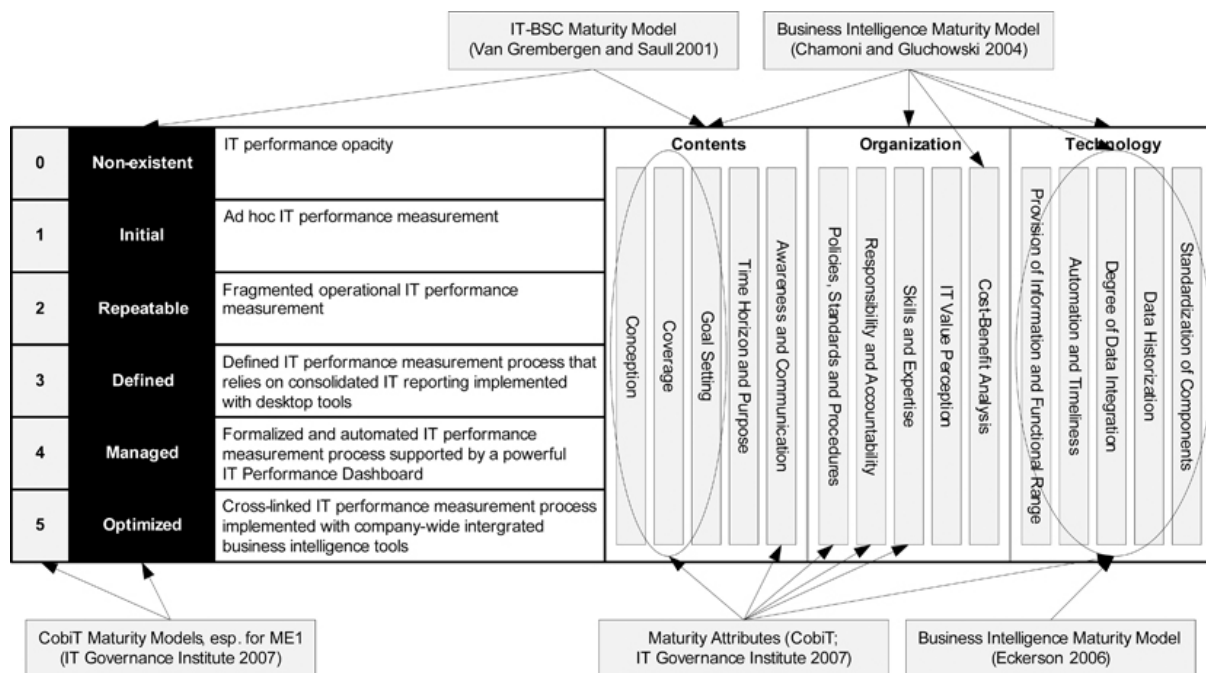 IT-BSC Maturity Model
(Van Grembergen and Saull 2001)
Business Intelligence Maturity Model
(Chamoni and Gluchowski 2004)
0
Non-existent
IT performance opacity
1
Initial
Ad hoc IT performance measurement
2
Repeatable
Fragmented, operational IT performance
measurement
3
Defined
Defined IT performance measurement process that
relies on consolidated IT reporting implemented
with desktop tools
4
Managed
Formalized and automated IT performance
measurement process supported by a powerful
IT Performance Dashboard
5
Optimized
Cross-linked IT performance measurement process
implemented with company-wide intergrated
business intelligence tools
Contents
Conception
Coverage
Goal Setting
Time Horizon and Purpose
Awareness and Communication
Organization
Policies, Standards and Procedures
Responsibility and Accountability
Skills and Expertise
IT Value Perception
Cost-Benefit Analysis
Technology
Provision of Information and Functional Range
Automation and Timeliness
Degree of Data Integration
Data Historization
Standardization of Components
CobiT Maturity Models, esp. for ME1
(IT Governance Institute 2007)
Maturity Attributes (CobiT;
IT Governance Institute 2007)
Business Intelligence Maturity Model
(Eckerson 2006)